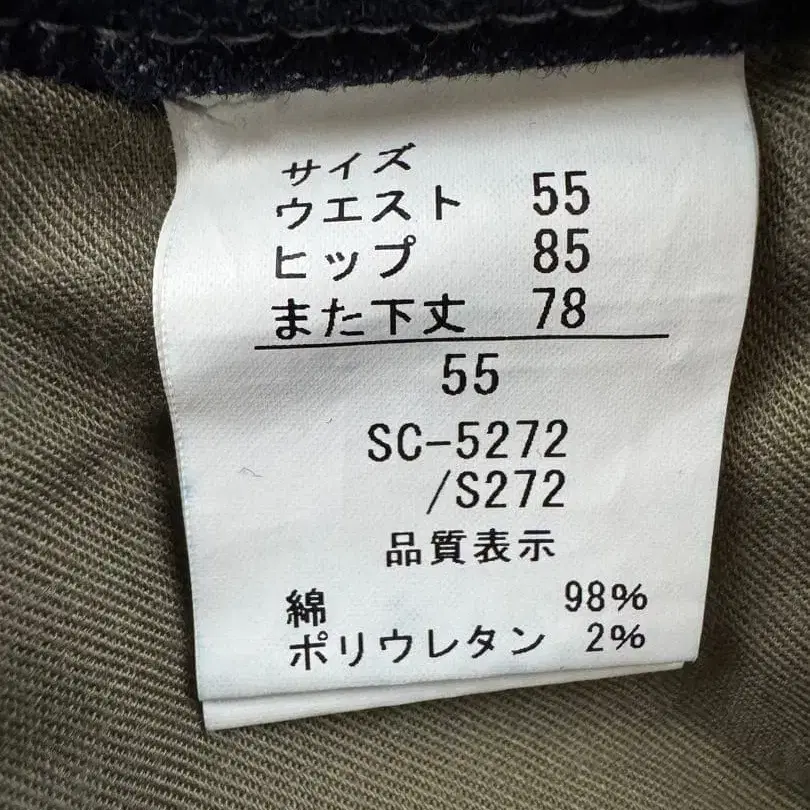 サイズ
ウエスト 55
ヒップ 85
また下丈 78
55
SC-5272
/S272
品質表示
綿 98%
ポリウレタン 2%